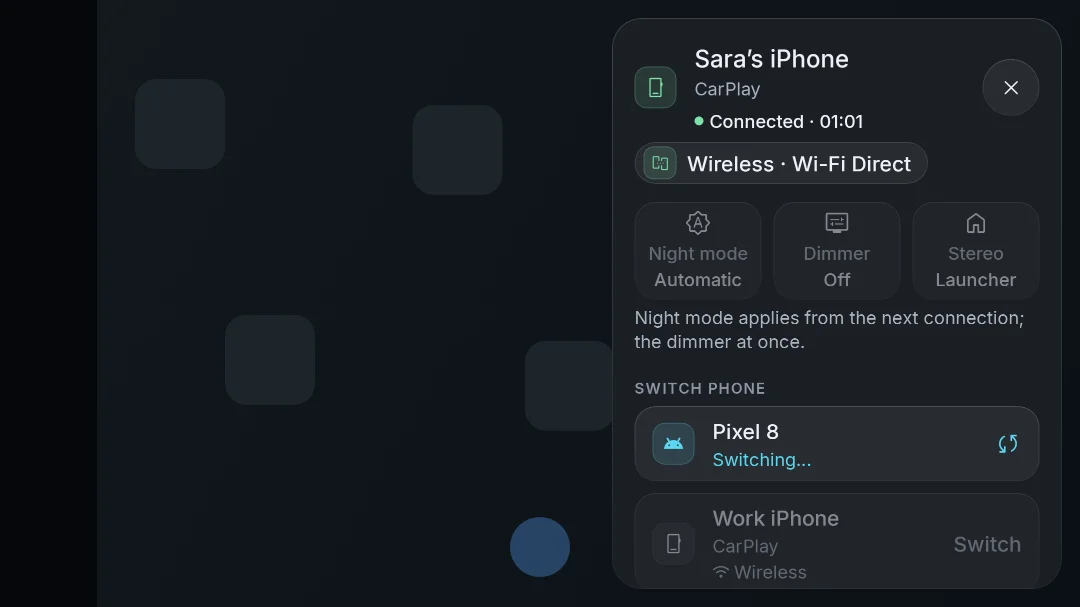 Sara’s iPhone
CarPlay
Connected · 01:01
Wireless · Wi-Fi Direct
Night mode
Automatic
Dimmer
Off
Stereo
Launcher
Night mode applies from the next connection;
the dimmer at once.
SWITCH PHONE
Pixel 8
Switching...
Work iPhone
CarPlay
Switch
Wireless